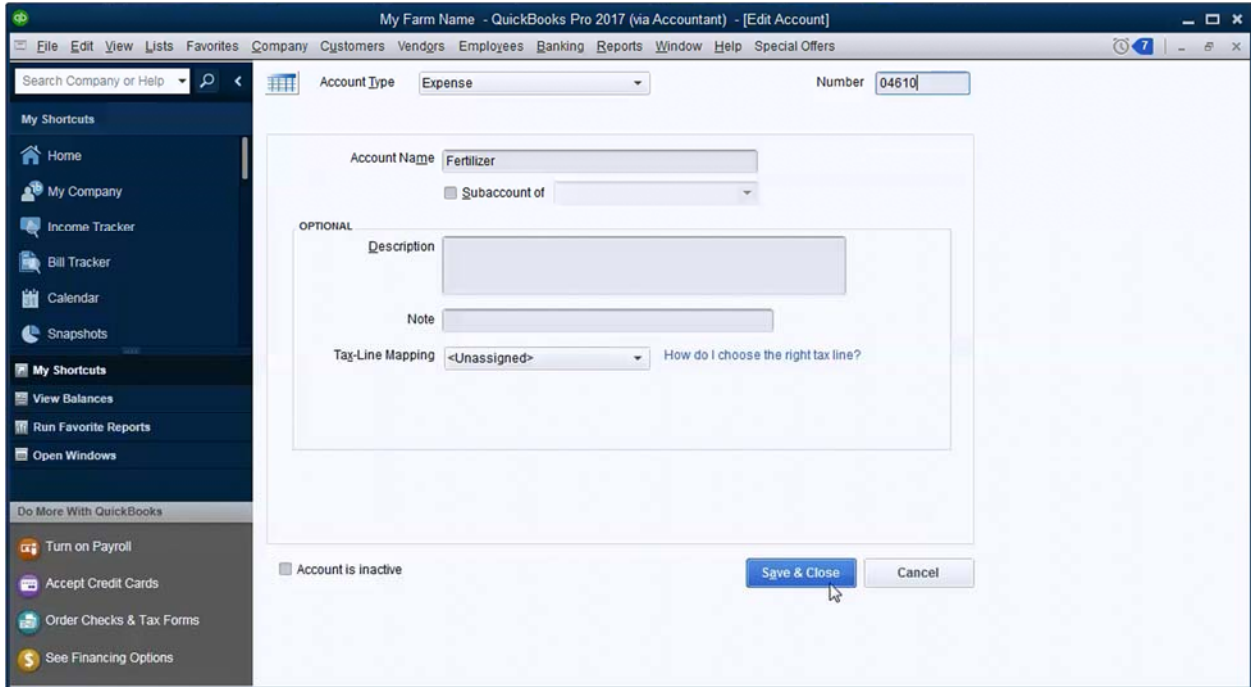 qb
My Farm Name - QuickBooks Pro 2017 (via Accountant) - [Edit Account]
File Edit View Lists Favorites Company Customers Vendors Employees Banking Reports Window Help Special Offers 7
Search Company or Help
My Shortcuts
Home
My Company
Income Tracker
Bill Tracker
Calendar
Snapshots
My Shortcuts
View Balances
Run Favorite Reports
Open Windows
Do More With QuickBooks
Turn on Payroll
Accept Credit Cards
Order Checks & Tax Forms
See Financing Options
Account Type Expense Number 04610
Account Name Fertilizer
Subaccount of
OPTIONAL
Description
Note
Tax-Line Mapping <Unassigned> How do I choose the right tax line?
Account is inactive Save & Close Cancel